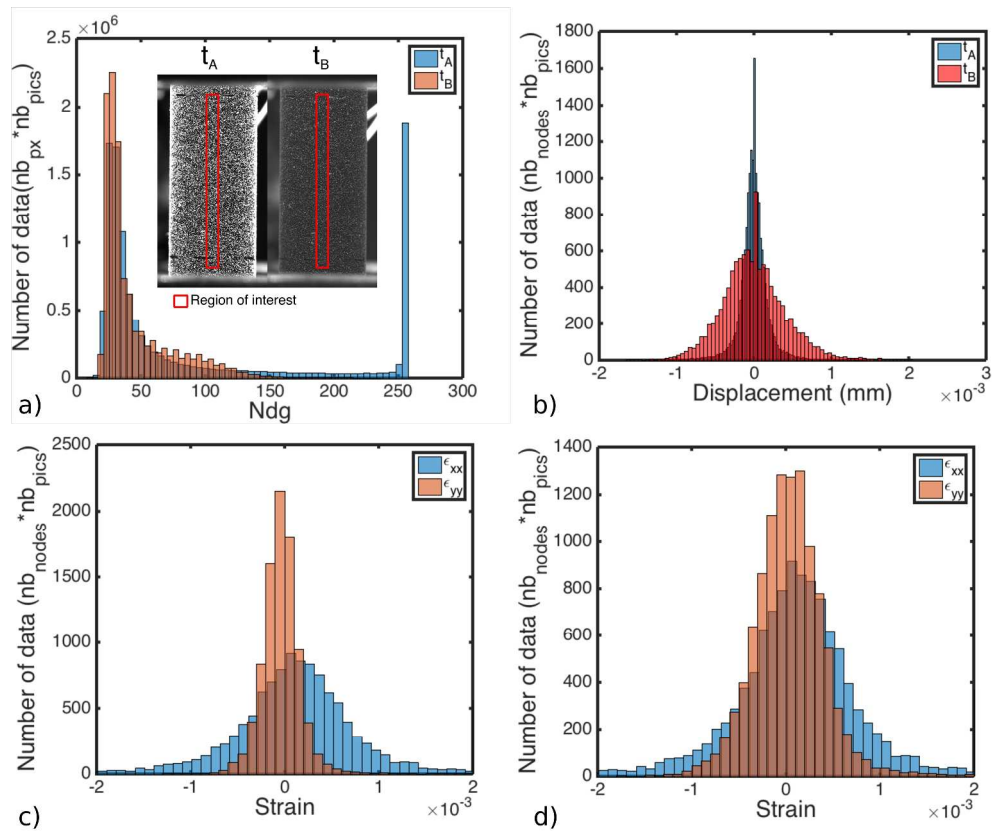 ×10⁶
2.5
2
1.5
1
0.5
0
Number of data(nb_px*nb_pics)
t_A
t_B
t_A t_B
Region of interest
0 50 100 150 200 250 300
Ndg
a)
1800
1600
1400
1200
1000
800
600
400
200
0
Number of data (nb_nodes*nb_pics)
t_A
t_B
-2 -1 0 1 2 3
Displacement (mm) ×10⁻³
b)
2500
2000
1500
1000
500
0
Number of data (nb_nodes*nb_pics)
ϵ_xx
ϵ_yy
-2 -1 0 1 2
Strain ×10⁻³
c)
1400
1200
1000
800
600
400
200
0
Number of data (nb_nodes*nb_pics)
ϵ_xx
ϵ_yy
-2 -1 0 1 2
Strain ×10⁻³
d)